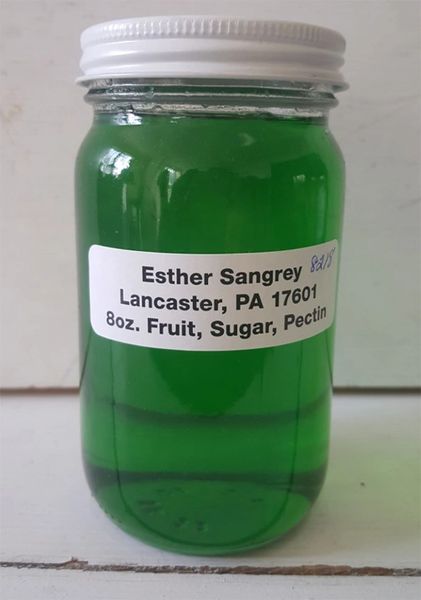 Esther Sangrey
Lancaster, PA 17601
8oz. Fruit, Sugar, Pectin